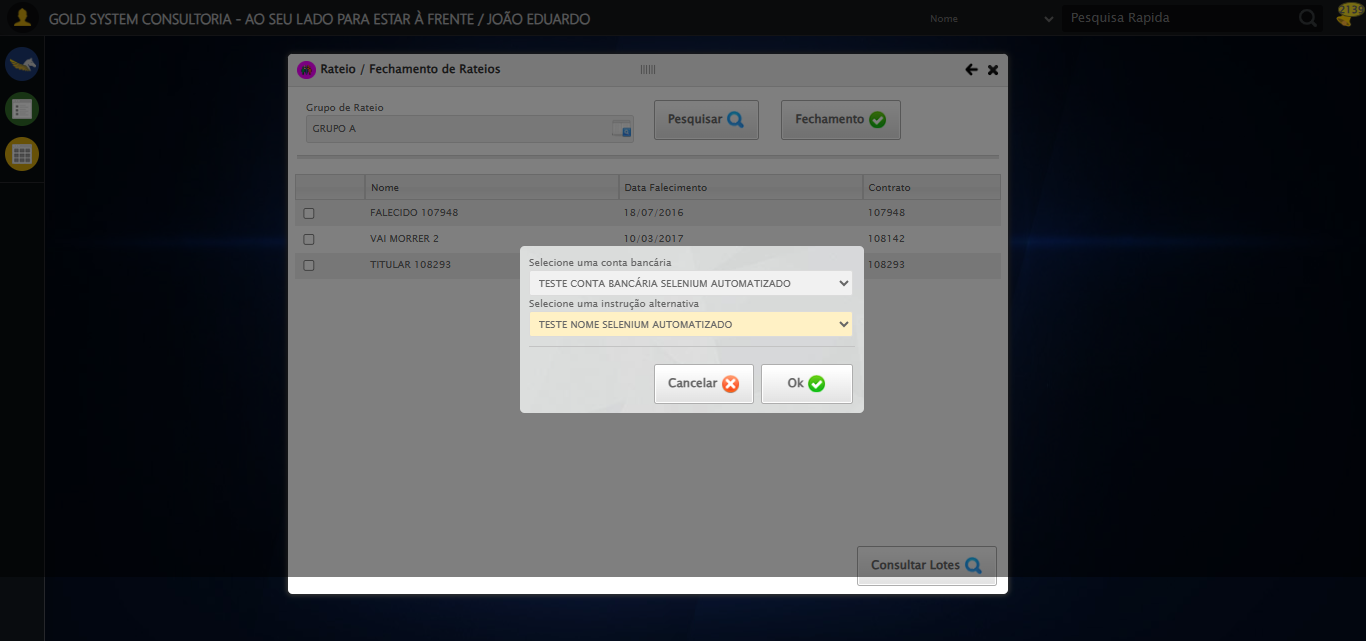 GOLD SYSTEM CONSULTORIA - AO SEU LADO PARA ESTAR À FRENTE / JOÃO EDUARDO
Nome
Pesquisa Rapida
2139
Rateio / Fechamento de Rateios
Grupo de Rateio
GRUPO A
Pesquisar
Fechamento
Nome Data Falecimento Contrato
FALECIDO 107948 18/07/2016 107948
VAI MORRER 2 10/03/2017 108142
TITULAR 108293 108293
Selecione uma conta bancária
TESTE CONTA BANCÁRIA SELENIUM AUTOMATIZADO
Selecione uma instrução alternativa
TESTE NOME SELENIUM AUTOMATIZADO
Cancelar Ok
Consultar Lotes